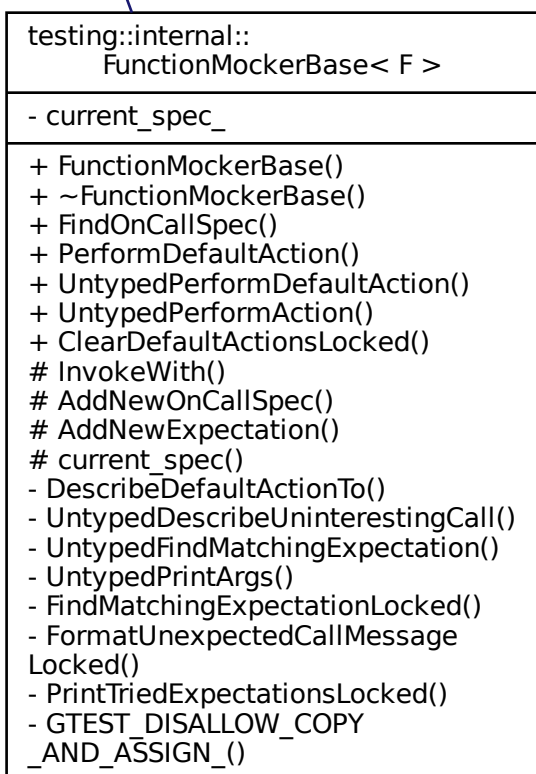 testing::internal::
FunctionMockerBase< F >
- current_spec_
+ FunctionMockerBase()
+ ~FunctionMockerBase()
+ FindOnCallSpec()
+ PerformDefaultAction()
+ UntypedPerformDefaultAction()
+ UntypedPerformAction()
+ ClearDefaultActionsLocked()
# InvokeWith()
# AddNewOnCallSpec()
# AddNewExpectation()
# current_spec()
- DescribeDefaultActionTo()
- UntypedDescribeUninterestingCall()
- UntypedFindMatchingExpectation()
- UntypedPrintArgs()
- FindMatchingExpectationLocked()
- FormatUnexpectedCallMessage
Locked()
- PrintTriedExpectationsLocked()
- GTEST_DISALLOW_COPY
_AND_ASSIGN_()